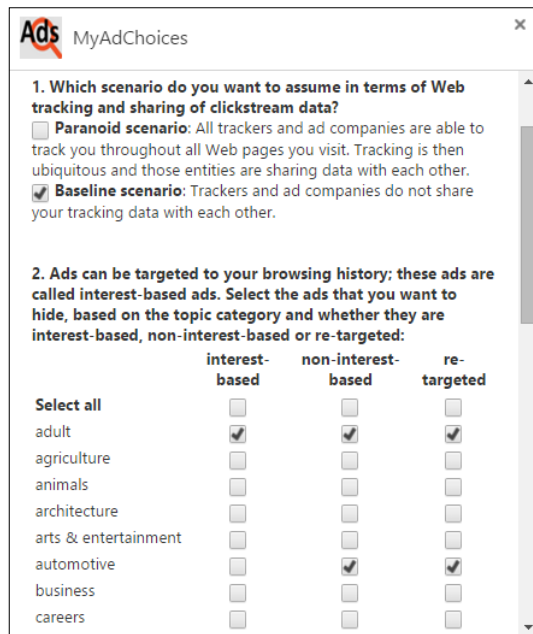 Ads MyAdChoices ×
1. Which scenario do you want to assume in terms of Web
tracking and sharing of clickstream data?
Paranoid scenario: All trackers and ad companies are able to
track you throughout all Web pages you visit. Tracking is then
ubiquitous and those entities are sharing data with each other.
Baseline scenario: Trackers and ad companies do not share
your tracking data with each other.
2. Ads can be targeted to your browsing history; these ads are
called interest-based ads. Select the ads that you want to
hide, based on the topic category and whether they are
interest-based, non-interest-based or re-targeted:
interest- non-interest- re-
based based targeted
Select all
adult
agriculture
animals
architecture
arts & entertainment
automotive
business
careers